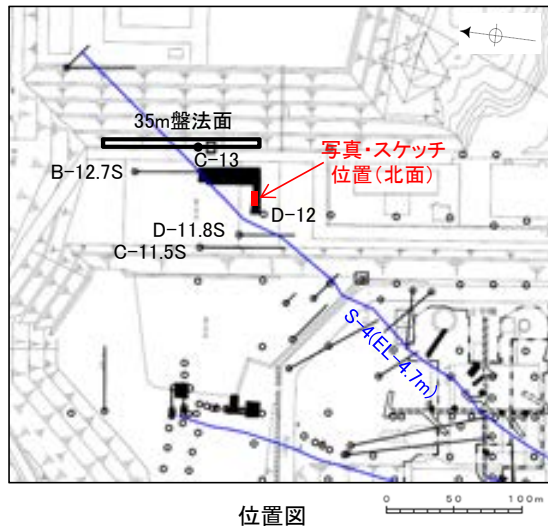 35m盤法面
C-13
写真・スケッチ
位置(北面)
B-12.7S
D-12
D-11.8S
C-11.5S
S-4(EL-4.7m)
0 50 100m
位置図